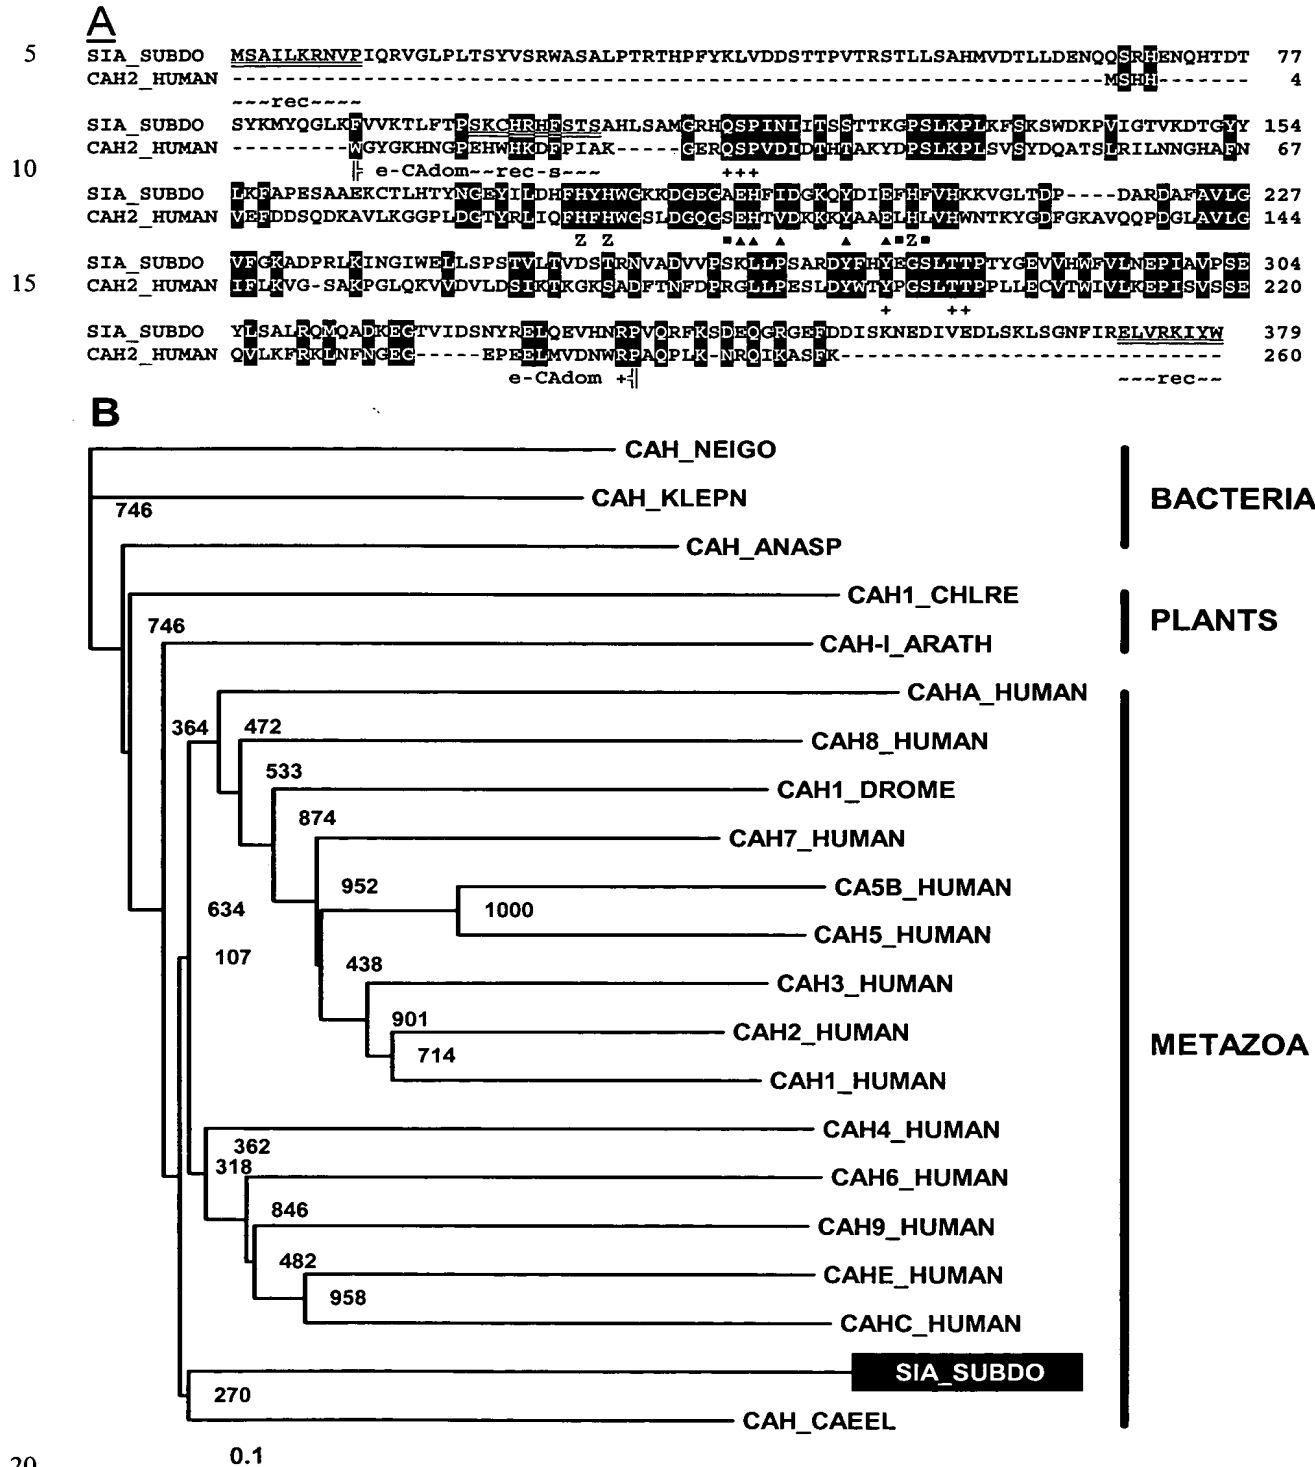 A
5 SIA_SUBDO MSAILKRNVPIQRVGLPLTSYVSRWASALPTRTHPFYKLVDDSTTPVTRSTLLSAHMVDTLLDENQQSRHENQHTDT 77
CAH2_HUMAN ------------------------------------------------------------------MSHH------- 4
~~~rec~~~~
SIA_SUBDO SYKMYQGLKFVVKTLFTPSKCHRHFSTSAHLSAMGRHQSPINIITSSTTKGPSLKPLKFSKSWDKPVIGTVKDTGYY 154
CAH2_HUMAN ---------WGYGKHNGPEHWHKDFPIAK-----GERQSPVDIDTHTAKYDPSLKPLSVSYDQATSLRILNNGHAFN 67
10 ╠ e-CAdom~~rec-s~~~ +++
SIA_SUBDO LKFAPESAAEKCTLHTYNGEYILDHFHYHWGKKDGEGAEHFIDGKQYDIEFHFVHKKVGLTDP----DARDAFAVLG 227
CAH2_HUMAN VEFDDSQDKAVLKGGPLDGTYRLIQFHFHWGSLDGQGSEHTVDKKKYAAELHLVHWNTKYGDFGKAVQQPDGLAVLG 144
Z Z ■▲▲ ▲ ▲ ▲■Z■
SIA_SUBDO VFGKADPRLKINGIWELLSPSTVLTVDSTRNVADVVPSKLLPSARDYFHYEGSLTTPTYGEVVHWFVLNEPIAVPSE 304
15 CAH2_HUMAN IFLKVG-SAKPGLQKVVDVLDSIKTKGKSADFTNFDPRGLLPESLDYWTYPGSLTTPPLLECVTWIVLKEPISVSSE 220
+ ++
SIA_SUBDO YLSALRQMQADKEGTVIDSNYRELQEVHNRPVQRFKSDEQGRGEFDDISKNEDIVEDLSKLSGNFIRELVRKIYW 379
CAH2_HUMAN QVLKFRKLNFNGEG-----EPEELMVDNWRPAQPLK-NRQIKASFK----------------------------- 260
e-CAdom +╣ ~~~rec~~
B
CAH_NEIGO
CAH_KLEPN
BACTERIA
746
CAH_ANASP
CAH1_CHLRE
PLANTS
746
CAH-I_ARATH
CAHA_HUMAN
364 472
CAH8_HUMAN
533
CAH1_DROME
874
CAH7_HUMAN
952
CA5B_HUMAN
634 1000
CAH5_HUMAN
107 438
CAH3_HUMAN
901
CAH2_HUMAN
METAZOA
714
CAH1_HUMAN
CAH4_HUMAN
362
318
CAH6_HUMAN
846
CAH9_HUMAN
482
CAHE_HUMAN
958
CAHC_HUMAN
SIA_SUBDO
270
CAH_CAEEL
0.1
20